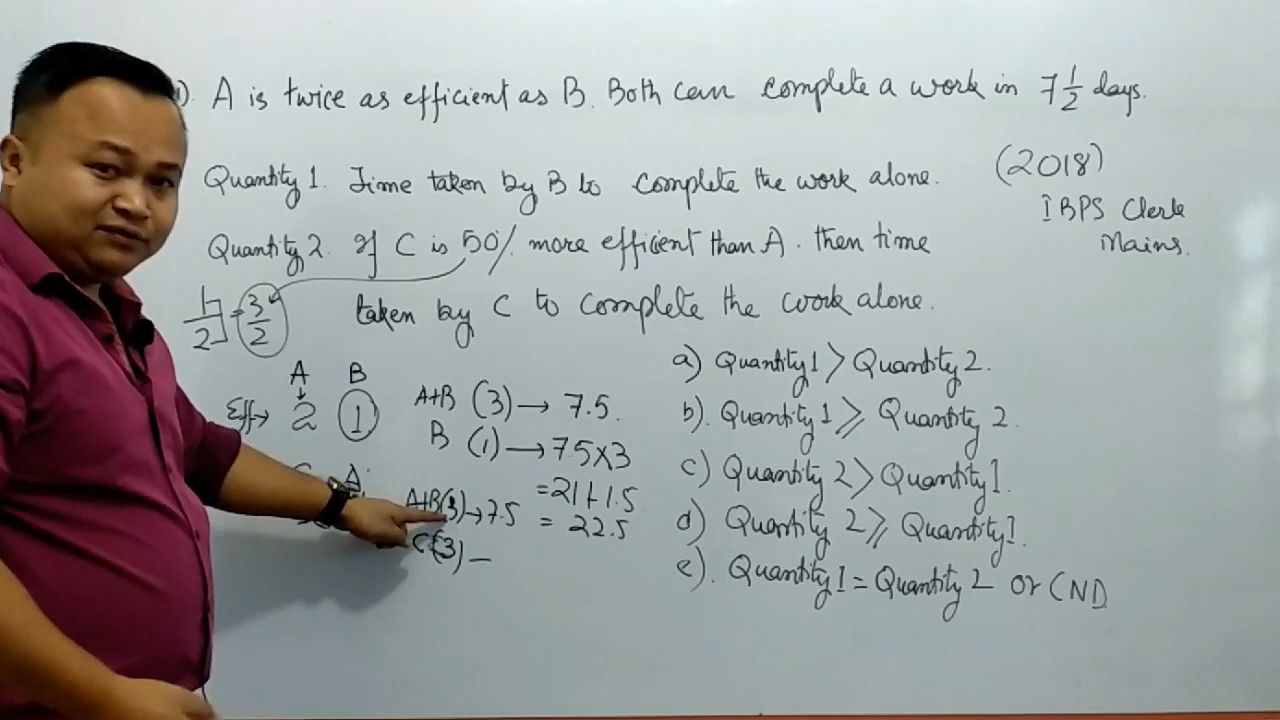 ). A is twice as efficient as B. Both can complete a work in 7 1/2 days.
Quantity 1. Time taken by B to complete the work alone.
(2018)
IBPS Clerk
Mains.
Quantity 2. If C is 50% more efficient than A. then time
taken by C to complete the work alone.
1/2 = 3/2
A B
Eff→ 2 1
A+B (3) → 7.5.
B (1) → 7.5×3
= 21+1.5
= 22.5
A
A+B(3) → 7.5
C(3) –
a) Quantity 1 > Quantity 2.
b). Quantity 1 ≥ Quantity 2.
c) Quantity 2 > Quantity 1.
d) Quantity 2 ≥ Quantity 1.
e). Quantity 1 = Quantity 2 or CND